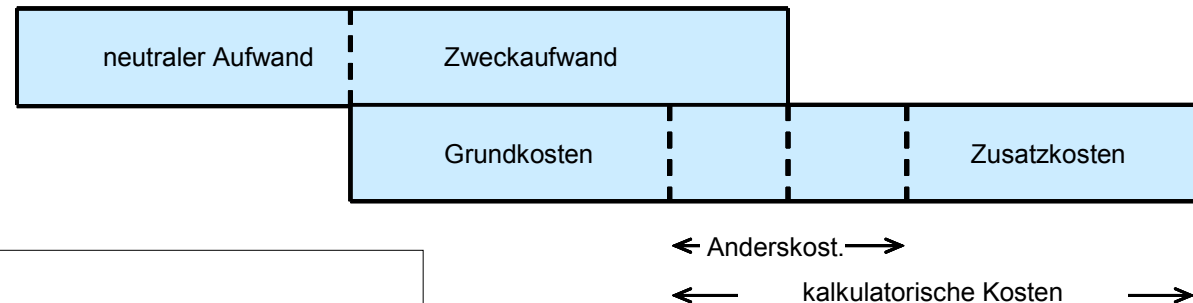 neutraler Aufwand Zweckaufwand
Grundkosten Zusatzkosten
Anderskost.
kalkulatorische Kosten